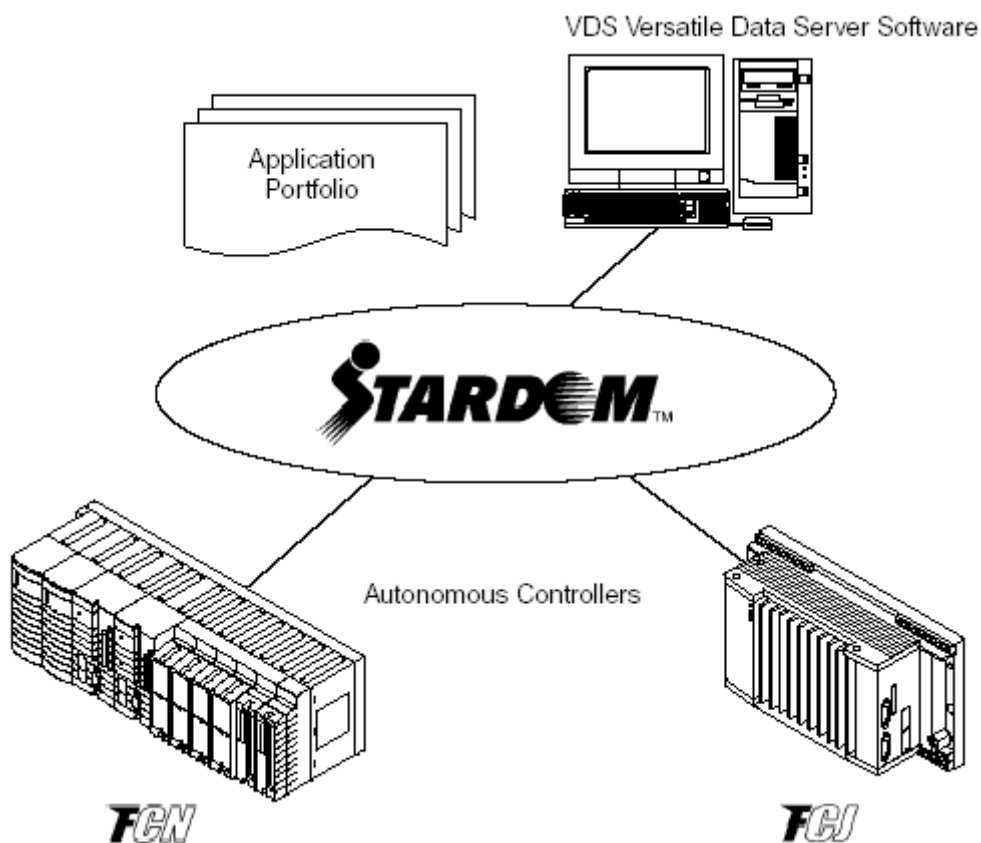 VDS Versatile Data Server Software
Application
Portfolio
STARDOM™
Autonomous Controllers
FCN
FCJ